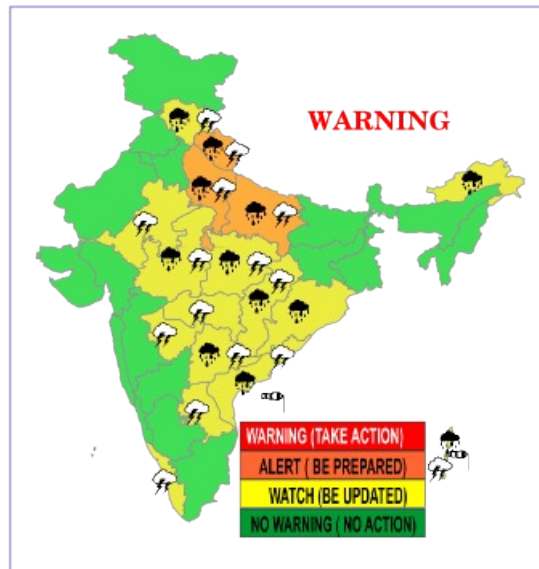 WARNING
WARNING (TAKE ACTION)
ALERT ( BE PREPARED)
WATCH (BE UPDATED)
NO WARNING ( NO ACTION)